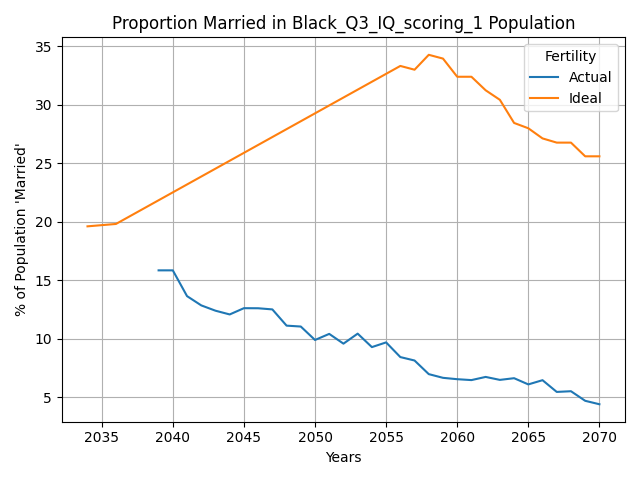 Proportion Married in Black_Q3_IQ_scoring_1 Population
% of Population 'Married'
35
30
25
20
15
10
5
Fertility
Actual
Ideal
2035 2040 2045 2050 2055 2060 2065 2070
Years